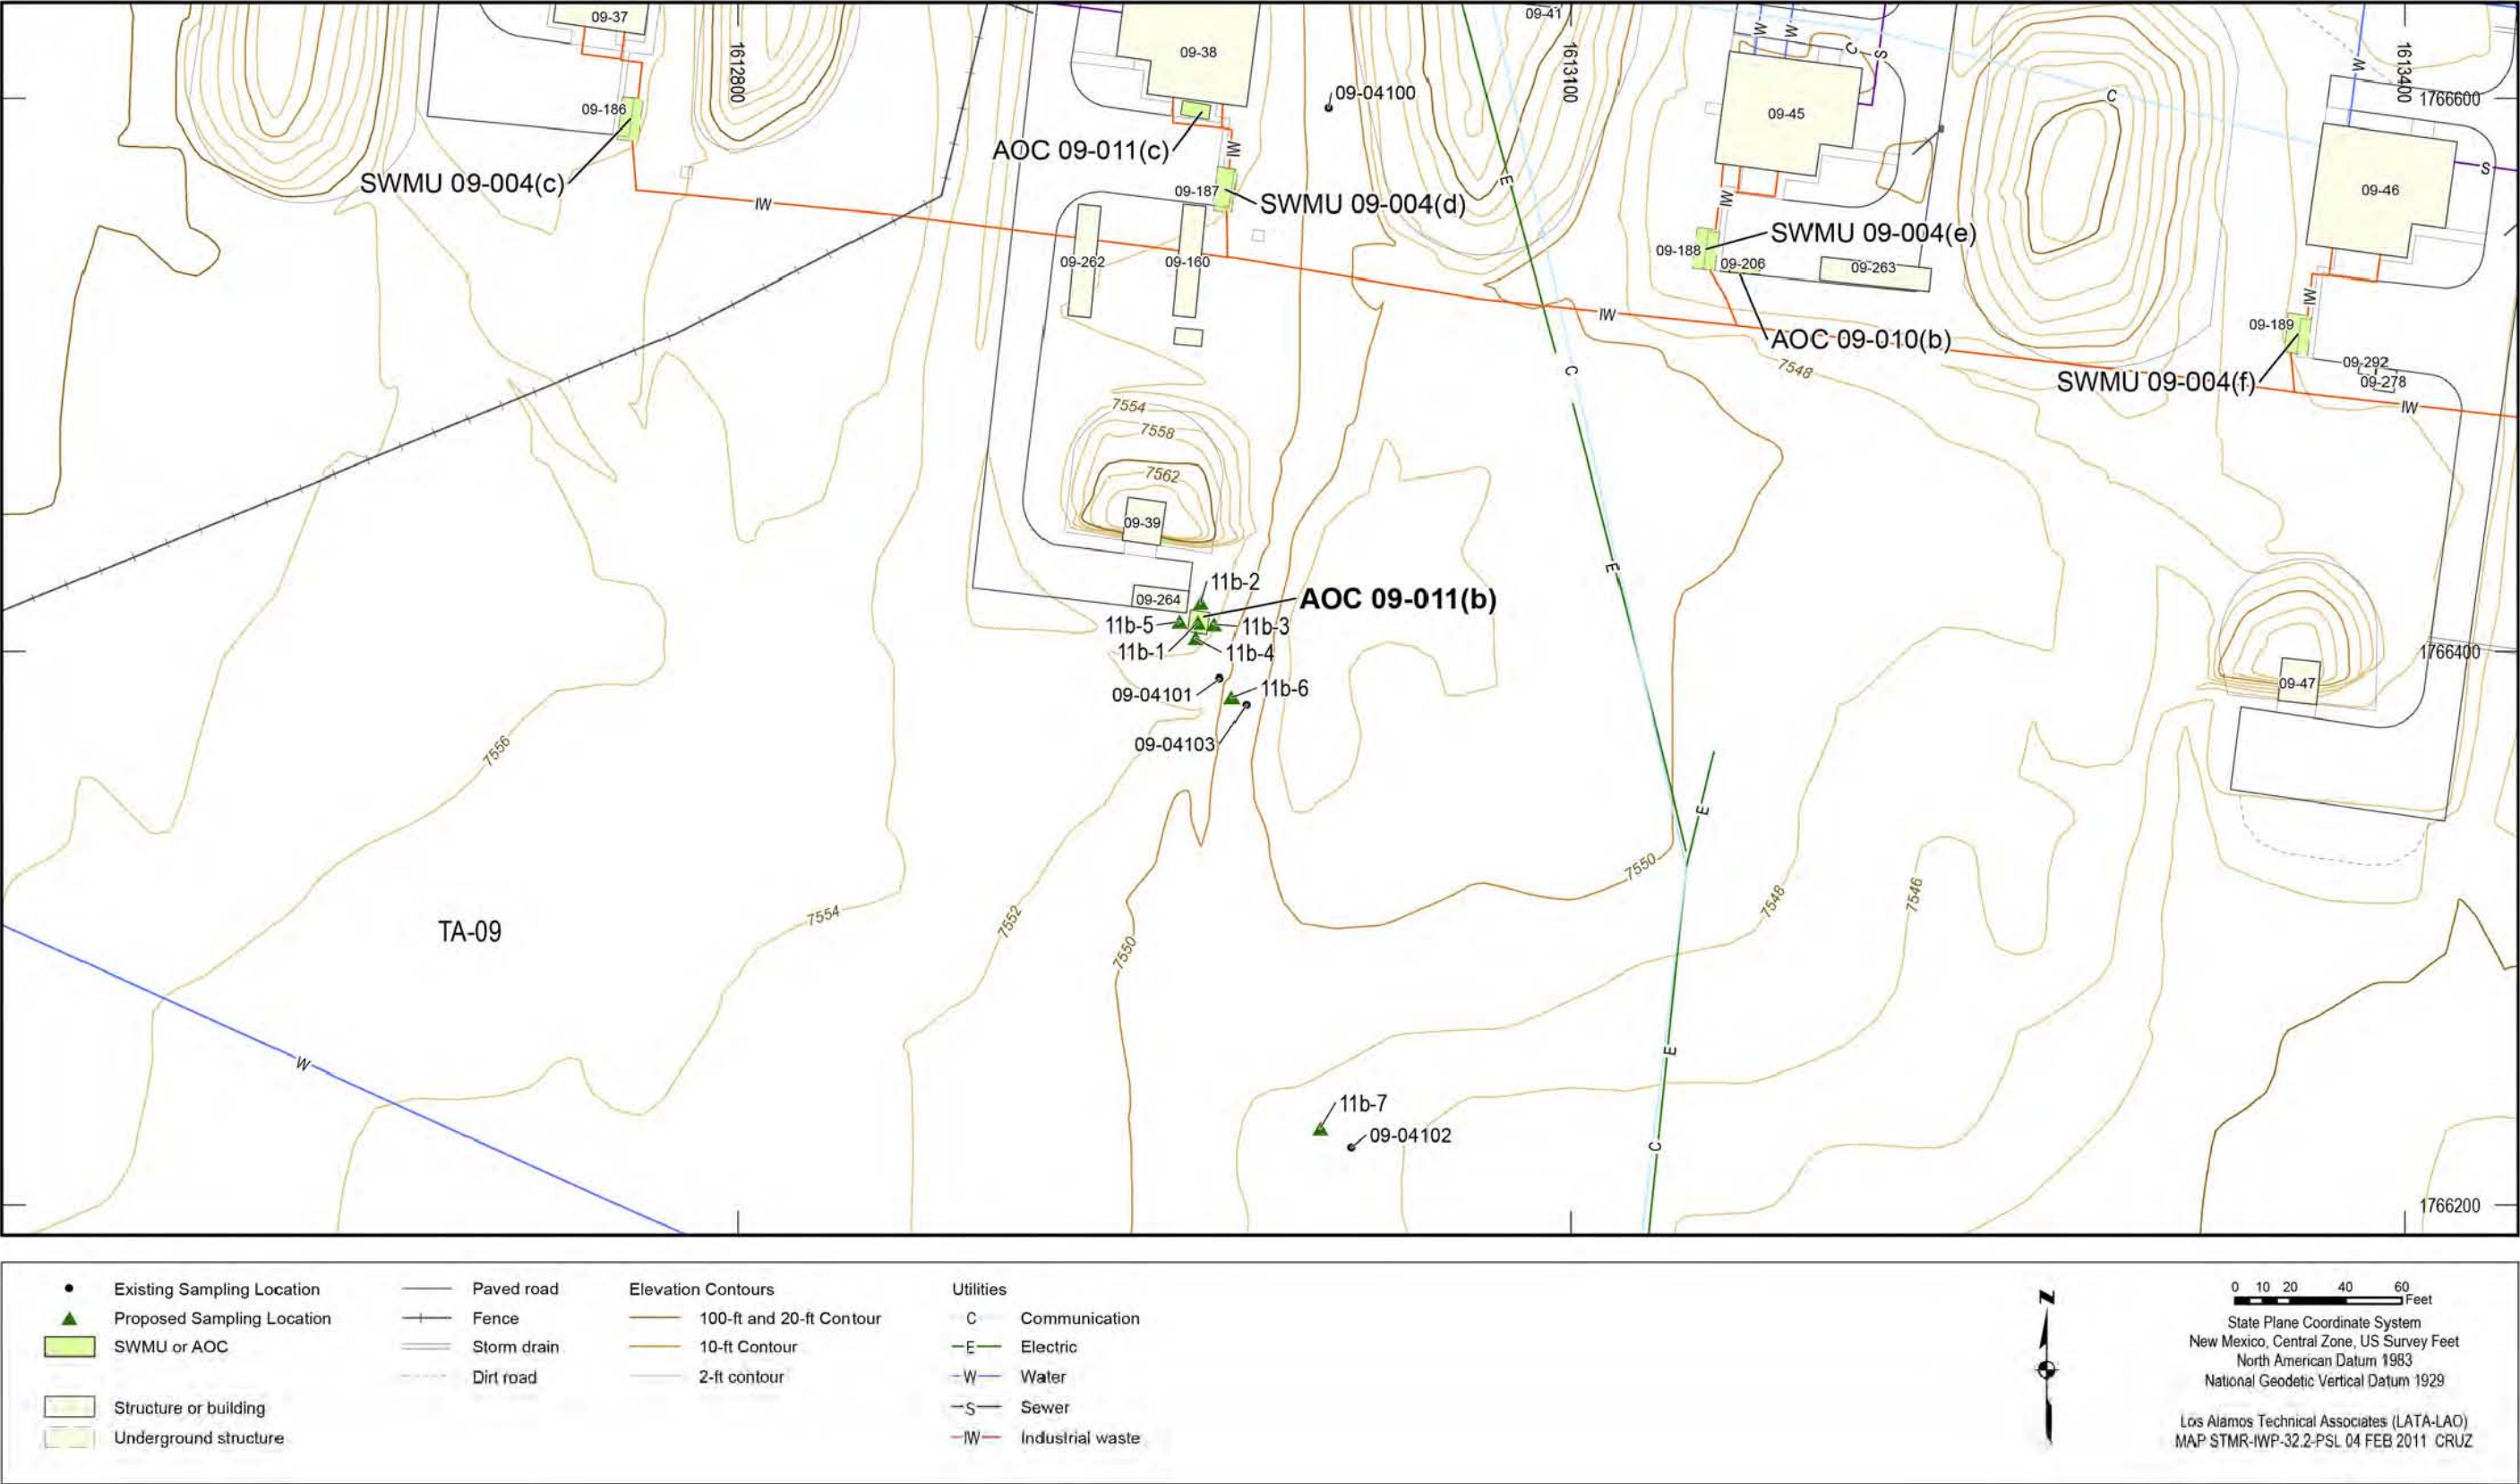 09-37
1612800
09-38
09-41
1613100
W
W
C
S
W
1613400
1766600
09-186
09-04100
09-45
C
AOC 09-011(c)
IW
SWMU 09-004(c)
09-187
SWMU 09-004(d)
E
IW
S
09-46
IW
09-188
SWMU 09-004(e)
09-262
09-160
09-206
09-263
IW
IW
09-189
AOC 09-010(b)
7548
C
09-292
SWMU 09-004(f)
09-278
IW
7554
7558
7562
09-39
E
11b-2
09-264
AOC 09-011(b)
11b-5
11b-3
11b-1
11b-4
1766400
09-04101
11b-6
09-47
09-04103
7556
E
7550
7554
7552
7548
7546
TA-09
7550
W
E
11b-7
09-04102
C
1766200
Existing Sampling Location
Proposed Sampling Location
SWMU or AOC
Structure or building
Underground structure
Paved road
Fence
Storm drain
Dirt road
Elevation Contours
100-ft and 20-ft Contour
10-ft Contour
2-ft contour
Utilities
C Communication
E Electric
W Water
S Sewer
IW Industrial waste
N
0 10 20 40 60
Feet
State Plane Coordinate System
New Mexico, Central Zone, US Survey Feet
North American Datum 1983
National Geodetic Vertical Datum 1929
Los Alamos Technical Associates (LATA-LAO)
MAP STMR-IWP-32.2-PSL 04 FEB 2011 CRUZ